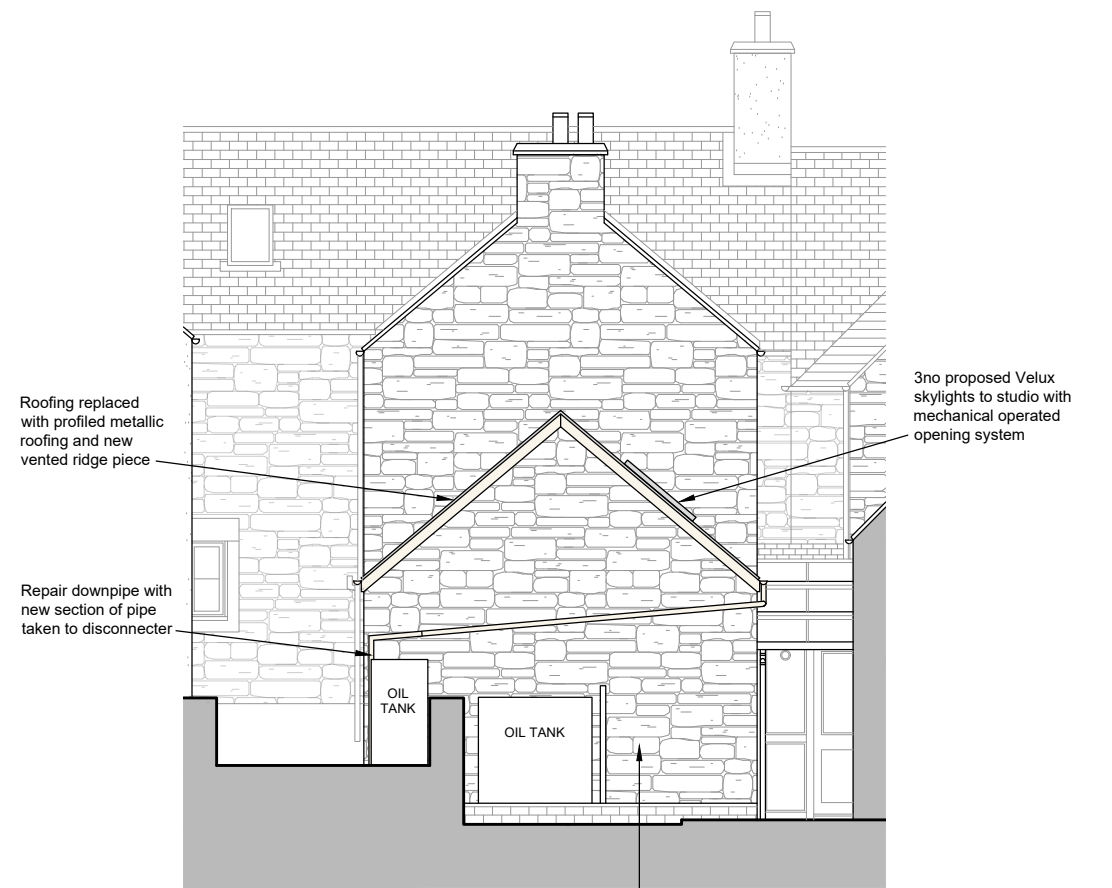 3no proposed Velux
skylights to studio with
mechanical operated
opening system
Roofing replaced
with profiled metallic
roofing and new
vented ridge piece
Repair downpipe with
new section of pipe
taken to disconnecter
OIL
TANK
OIL TANK